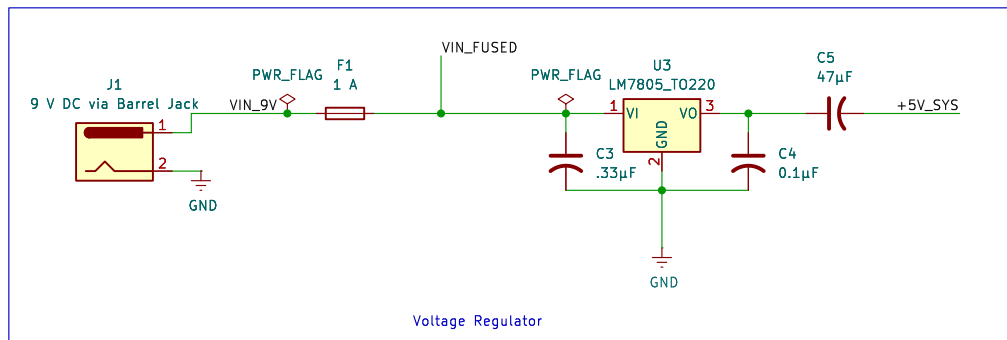 J1
9 V DC via Barrel Jack
1
2
GND
VIN_9V
PWR_FLAG
F1
1 A
VIN_FUSED
PWR_FLAG
C3
.33µF
U3
LM7805_TO220
1
VI
VO
3
GND
2
GND
C4
0.1µF
C5
47µF
+5V_SYS
Voltage Regulator